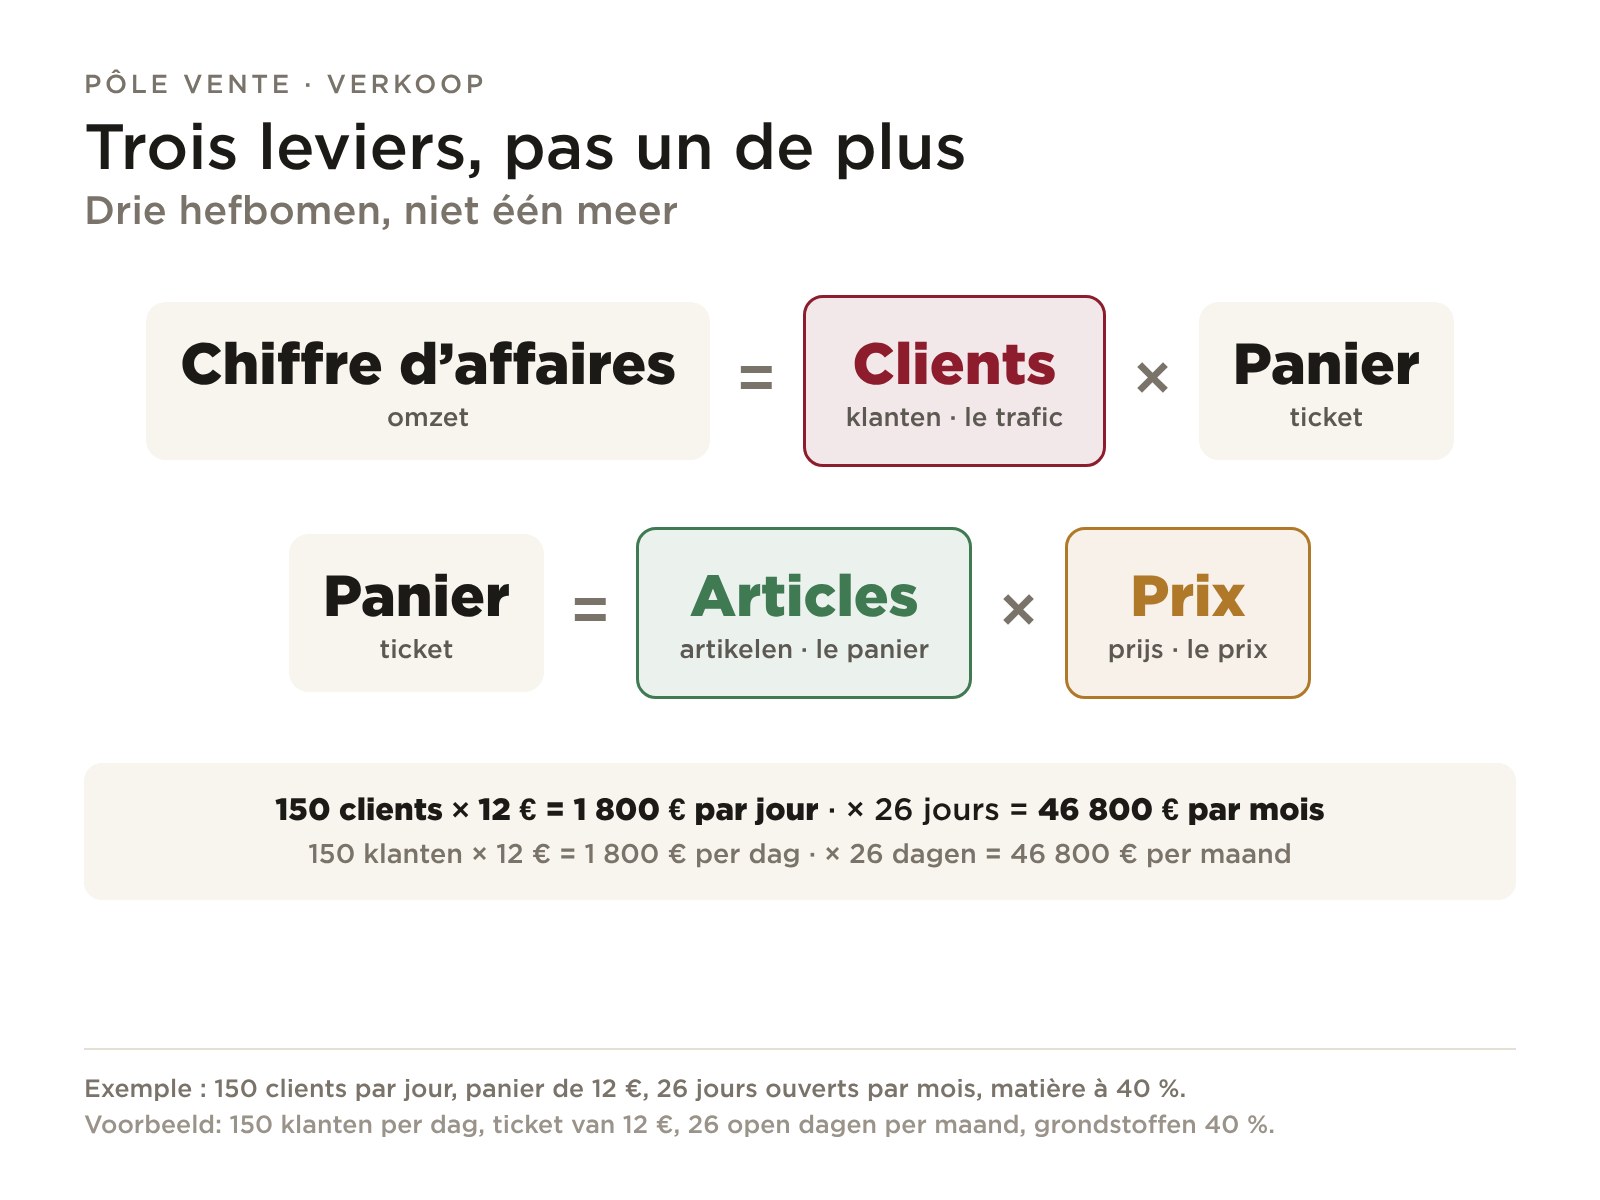 PÔLE VENTE · VERKOOP
Trois leviers, pas un de plus
Drie hefbomen, niet één meer
Chiffre d’affaires = Clients × Panier
omzet klanten · le trafic ticket
Panier = Articles × Prix
ticket artikelen · le panier prijs · le prix
150 clients × 12 € = 1 800 € par jour · × 26 jours = 46 800 € par mois
150 klanten × 12 € = 1 800 € per dag · × 26 dagen = 46 800 € per maand
Exemple : 150 clients par jour, panier de 12 €, 26 jours ouverts par mois, matière à 40 %.
Voorbeeld: 150 klanten per dag, ticket van 12 €, 26 open dagen per maand, grondstoffen 40 %.